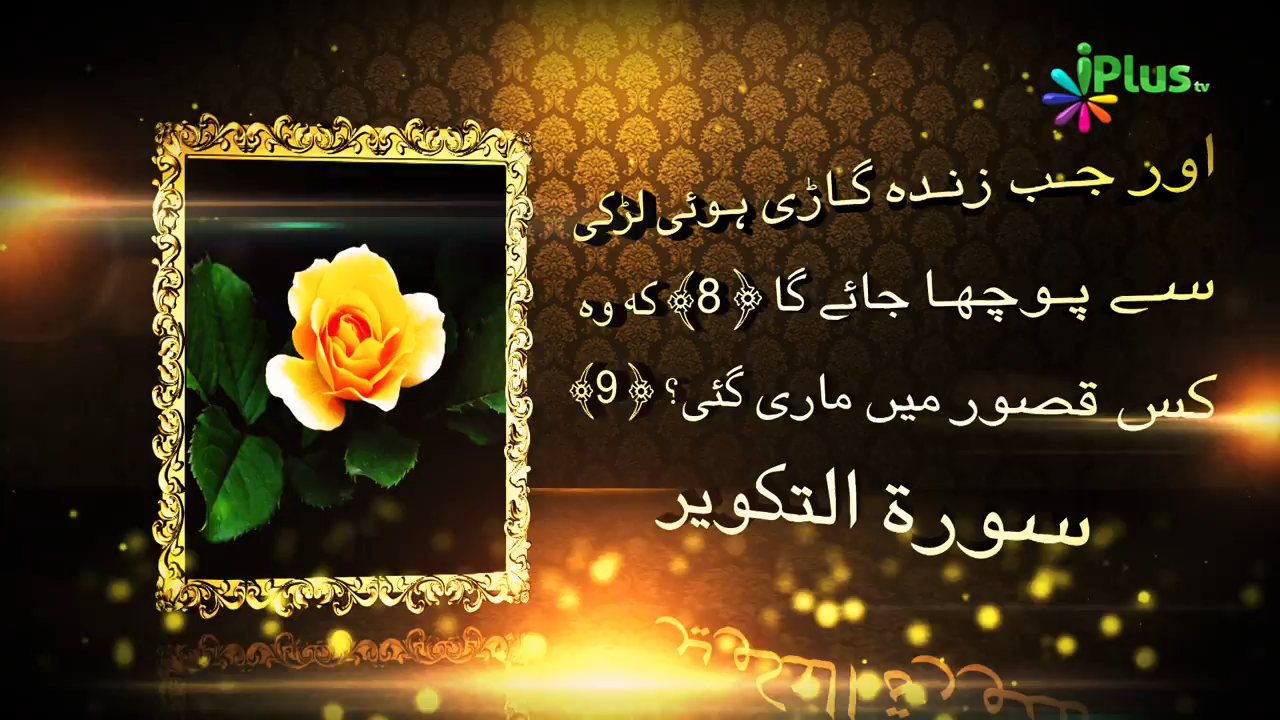 iPlus tv
اور جب زندہ گاڑی ہوئی لڑکی
سے پوچھا جائے گا ﴿8﴾ کہ وہ
کس قصور میں ماری گئی؟ ﴿9﴾
سورة التکویر